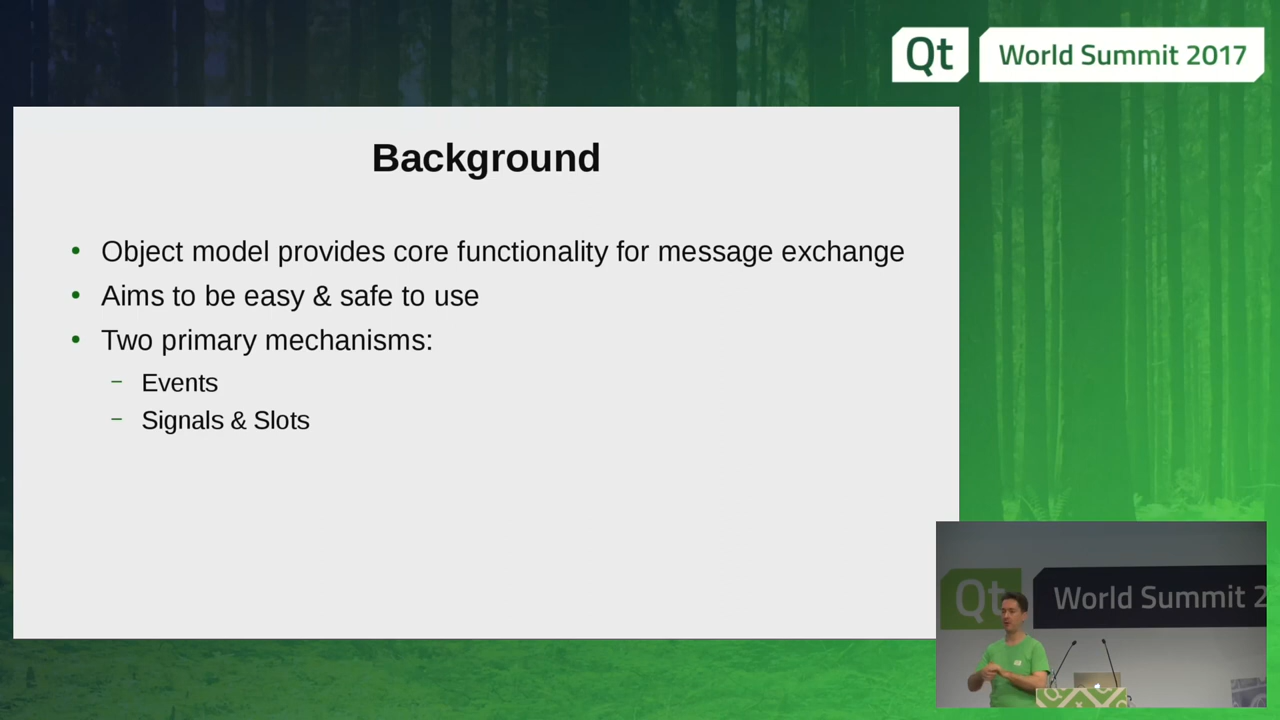 Qt World Summit 2017
Background
• Object model provides core functionality for message exchange
• Aims to be easy & safe to use
• Two primary mechanisms:
– Events
– Signals & Slots
Qt World Summit 2
Qt